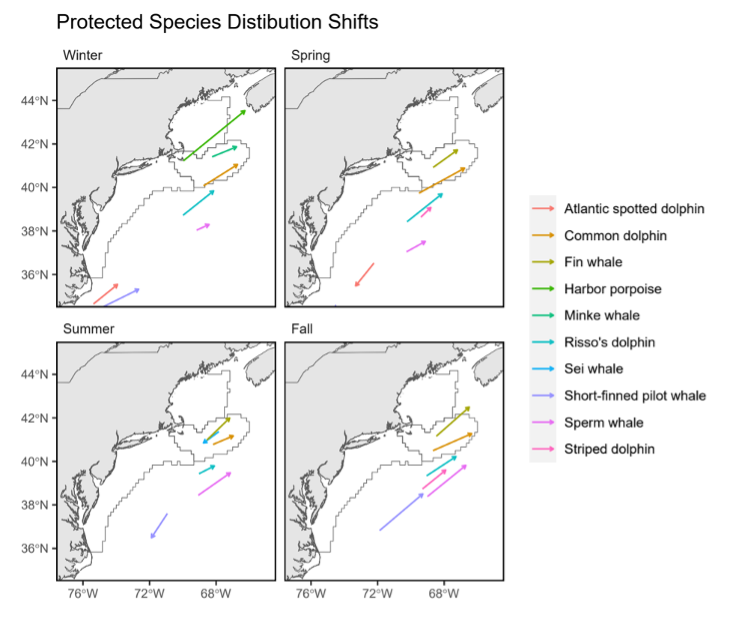 Protected Species Distibution Shifts
Winter
Spring
44°N
42°N
40°N
38°N
36°N
Summer
Fall
44°N
42°N
40°N
38°N
36°N
76°W 72°W 68°W 76°W 72°W 68°W
Atlantic spotted dolphin
Common dolphin
Fin whale
Harbor porpoise
Minke whale
Risso's dolphin
Sei whale
Short-finned pilot whale
Sperm whale
Striped dolphin